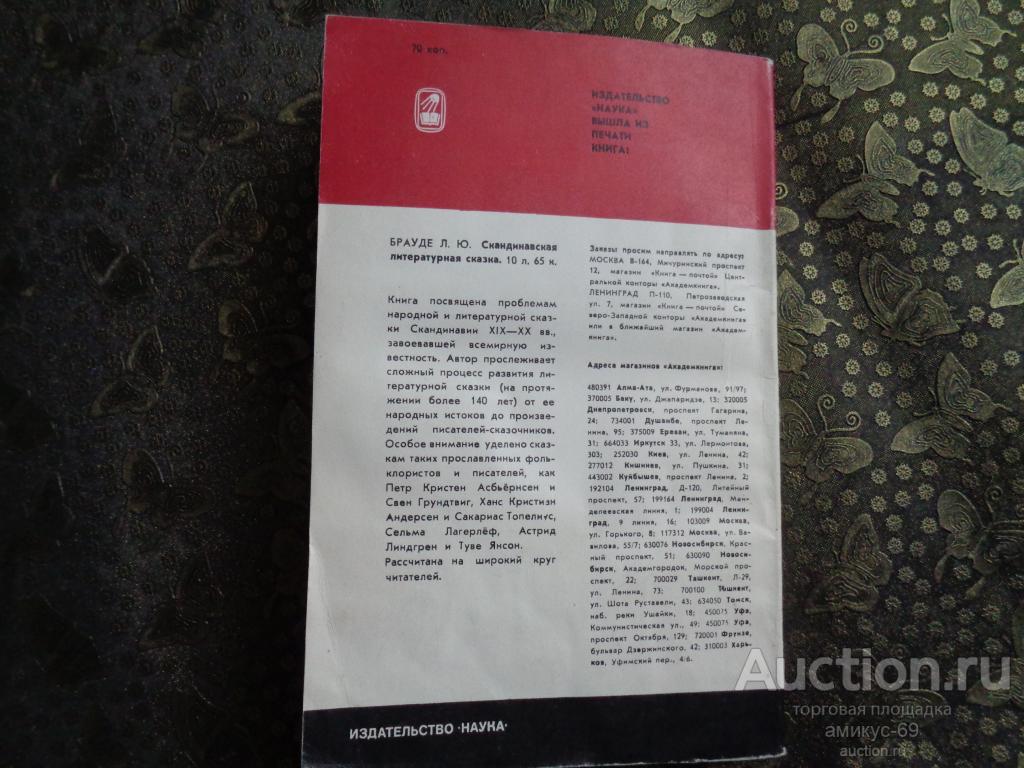 70 коп.
ИЗДАТЕЛЬСТВО
«НАУКА»
ВЫШЛА ИЗ
ПЕЧАТИ
КНИГА:
БРАУДЕ Л. Ю. Скандинавская
литературная сказка. 10 л. 65 к.
Книга посвящена проблемам
народной и литературной сказ-
ки Скандинавии XIX—XX вв.,
завоевавшей всемирную из-
вестность. Автор прослеживает
сложный процесс развития ли-
тературной сказки (на протя-
жении более 140 лет) от ее
народных истоков до произве-
дений писателей-сказочников.
Особое внимание уделено сказ-
кам таких прославленных фоль-
клористов и писателей, как
Петр Кристен Асбьёрнсен и
Свен Грундтвиг, Ханс Кристиан
Андерсен и Сакариас Топелиус,
Сельма Лагерлёф, Астрид
Линдгрен и Туве Янсон.
Рассчитана на широкий круг
читателей.
Заказы просим направлять по адресу:
МОСКВА В-164, Мичуринский проспект
12, магазин «Книга — почтой» Цент-
ральной конторы «Академкнига»,
ЛЕНИНГРАД П-110, Петрозаводская
ул. 7, магазин «Книга — почтой» Се-
веро-Западной конторы «Академкнига»
или в ближайший магазин «Академ-
книга».
Адреса магазинов «Академкнига»:
480391 Алма-Ата, ул. Фурманова, 91/97;
370005 Баку, ул. Джапаридзе, 13; 320005
Днепропетровск, проспект Гагарина,
24; 734001 Душанбе, проспект Ле-
нина, 95; 375009 Ереван, ул. Туманяна,
31; 664033 Иркутск 33, ул. Лермонтова,
303; 252030 Киев, ул. Ленина, 42;
277012 Кишинев, ул. Пушкина, 31;
443002 Куйбышев, проспект Ленина, 2;
192104 Ленинград, Д-120, Литейный
проспект, 57; 199164 Ленинград, Мен-
делеевская линия, 1; 199004 Ленин-
град, 9 линия, 16; 103009 Москва,
ул. Горького, 8; 117312 Москва, ул. Ва-
вилова, 55/7; 630076 Новосибирск, Крас-
ный проспект, 51; 630090 Новоси-
бирск, Академгородок, Морской про-
спект, 22; 700029 Ташкент, Л-29,
ул. Ленина, 73; 700100 Ташкент,
ул. Шота Руставели, 43; 634050 Томск,
наб. реки Ушайки, 18; 450075 Уфа,
Коммунистическая ул., 49; 450075 Уфа,
проспект Октября, 129; 720001 Фрунзе,
бульвар Дзержинского, 42; 310003 Харь-
ков, Уфимский пер., 4/6.
ИЗДАТЕЛЬСТВО «НАУКА»
Auction.ru
торговая площадка
амикус-69
auction.ru